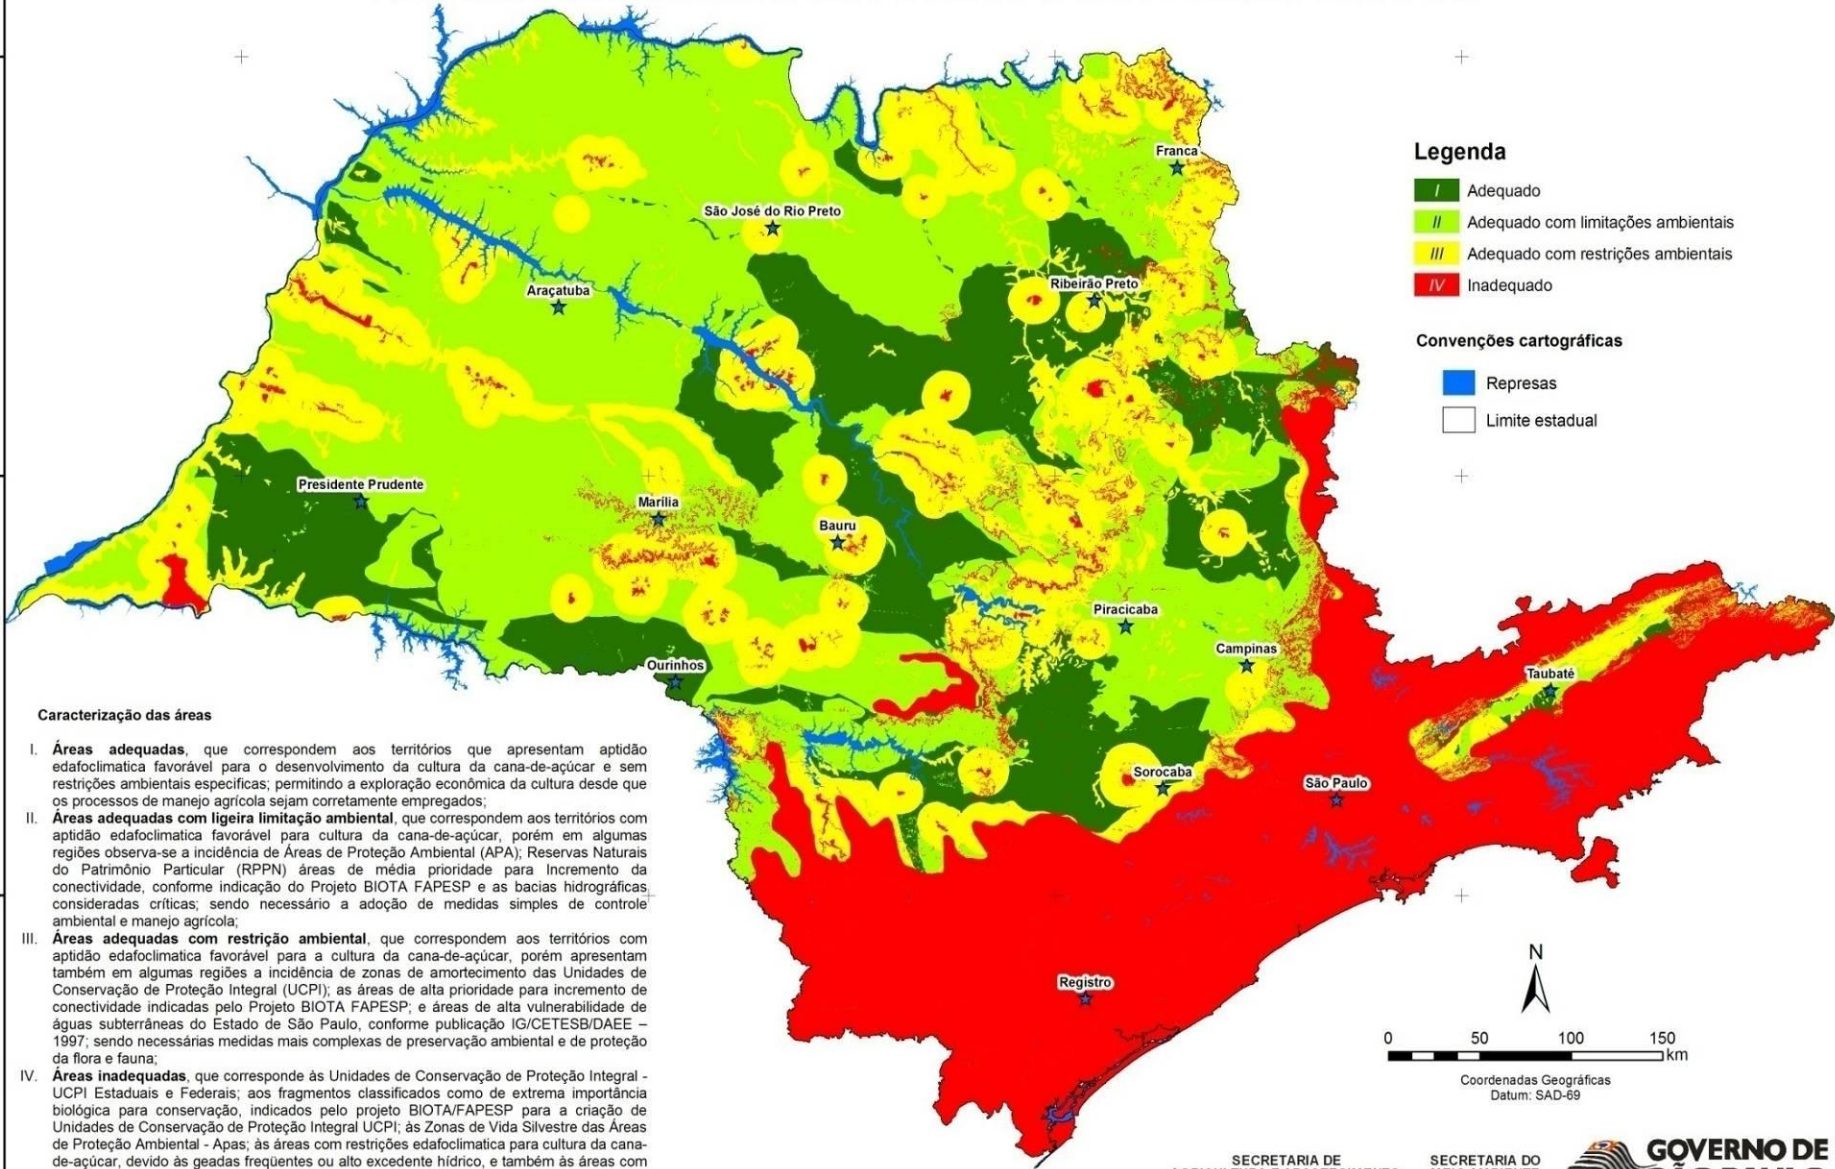 Franca
São José do Rio Preto
Ribeirão Preto
Araçatuba
Presidente Prudente
Marília
Bauru
Piracicaba
Campinas
Ourinhos
Taubaté
Sorocaba
São Paulo
Registro
Legenda
I Adequado
II Adequado com limitações ambientais
III Adequado com restrições ambientais
IV Inadequado
Convenções cartográficas
Represas
Limite estadual
Caracterização das áreas
I. Áreas adequadas, que correspondem aos territórios que apresentam aptidão
edafoclimatica favorável para o desenvolvimento da cultura da cana-de-açúcar e sem
restrições ambientais especificas; permitindo a exploração econômica da cultura desde que
os processos de manejo agrícola sejam corretamente empregados;
II. Áreas adequadas com ligeira limitação ambiental, que correspondem aos territórios com
aptidão edafoclimatica favorável para cultura da cana-de-açúcar, porém em algumas
regiões observa-se a incidência de Áreas de Proteção Ambiental (APA); Reservas Naturais
do Patrimônio Particular (RPPN) áreas de média prioridade para Incremento da
conectividade, conforme indicação do Projeto BIOTA FAPESP e as bacias hidrográficas
consideradas críticas; sendo necessário a adoção de medidas simples de controle
ambiental e manejo agrícola;
III. Áreas adequadas com restrição ambiental, que correspondem aos territórios com
aptidão edafoclimatica favorável para a cultura da cana-de-açúcar, porém apresentam
também em algumas regiões a incidência de zonas de amortecimento das Unidades de
Conservação de Proteção Integral (UCPI); as áreas de alta prioridade para incremento de
conectividade indicadas pelo Projeto BIOTA FAPESP; e áreas de alta vulnerabilidade de
águas subterrâneas do Estado de São Paulo, conforme publicação IG/CETESB/DAEE –
1997; sendo necessárias medidas mais complexas de preservação ambiental e de proteção
da flora e fauna;
IV. Áreas inadequadas, que corresponde às Unidades de Conservação de Proteção Integral -
UCPI Estaduais e Federais; aos fragmentos classificados como de extrema importância
biológica para conservação, indicados pelo projeto BIOTA/FAPESP para a criação de
Unidades de Conservação de Proteção Integral UCPI; às Zonas de Vida Silvestre das Áreas
de Proteção Ambiental - Apas; às áreas com restrições edafoclimatica para cultura da cana-
de-açúcar, devido às geadas freqüentes ou alto excedente hídrico, e também às áreas com
N
0 50 100 150
km
Coordenadas Geográficas
Datum: SAD-69
SECRETARIA DE
SECRETARIA DO
GOVERNO DE